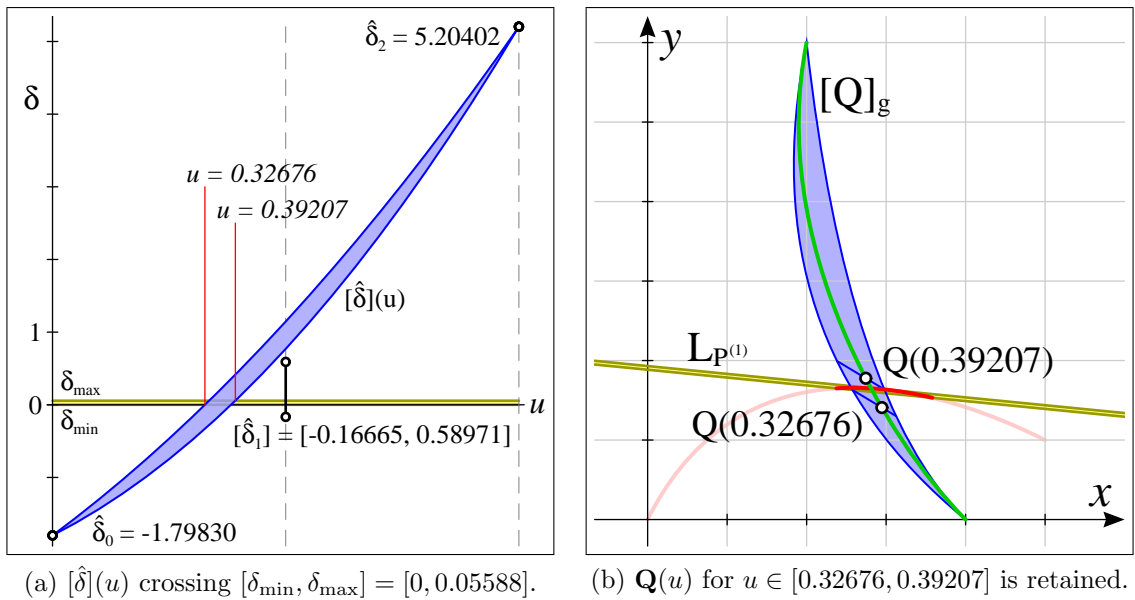 δ̂₂ = 5.20402
δ
u = 0.32676
u = 0.39207
[δ̂](u)
1
δmax
0
u
δmin
[δ̂₁] = [-0.16665, 0.58971]
δ̂₀ = -1.79830
(a) [δ̂](u) crossing [δmin, δmax] = [0, 0.05588].
y
[Q]g
L_P(1)
Q(0.39207)
Q(0.32676)
x
(b) Q(u) for u ∈ [0.32676, 0.39207] is retained.